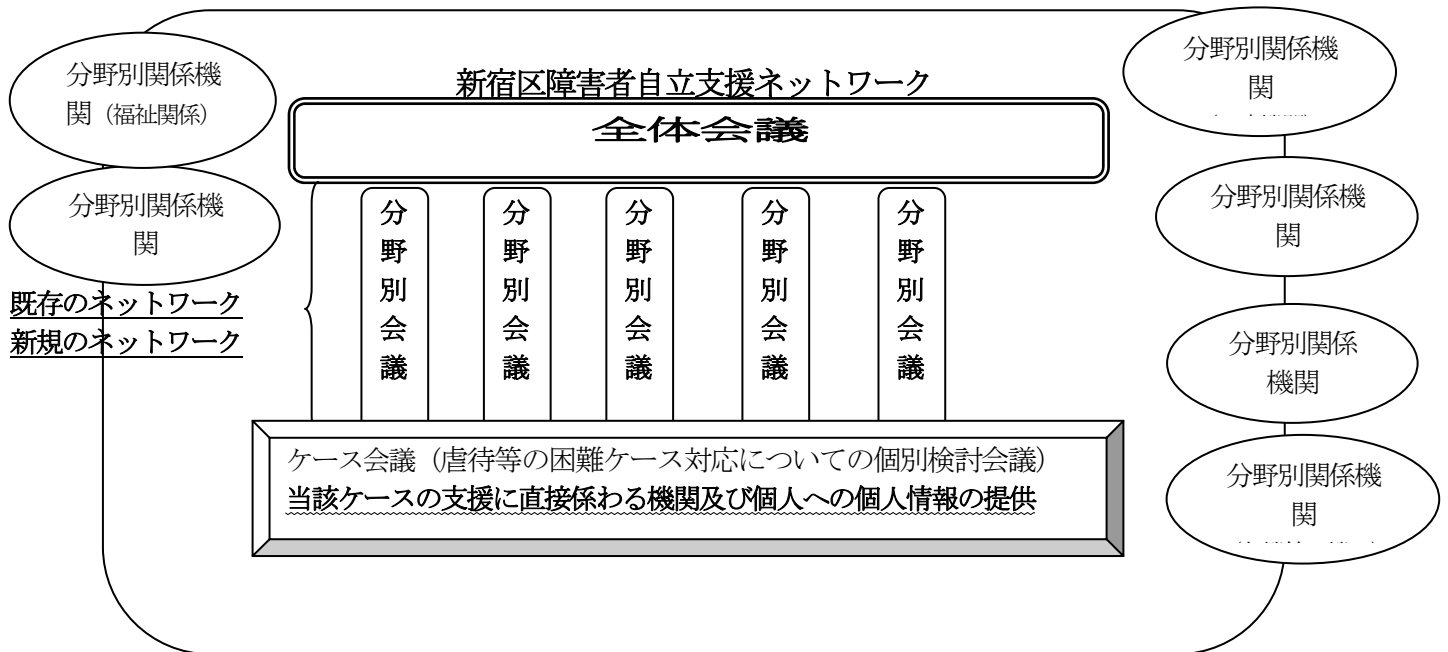 分野別関係機
関（福祉関係）
分野別関係機
関
既存のネットワーク
新規のネットワーク
新宿区障害者自立支援ネットワーク
全体会議
分野別会議
分野別会議
分野別会議
分野別会議
分野別会議
ケース会議（虐待等の困難ケース対応についての個別検討会議）
当該ケースの支援に直接係わる機関及び個人への個人情報の提供
分野別関係機
関
分野別関係機
関
分野別関係
機関
分野別関係機
関